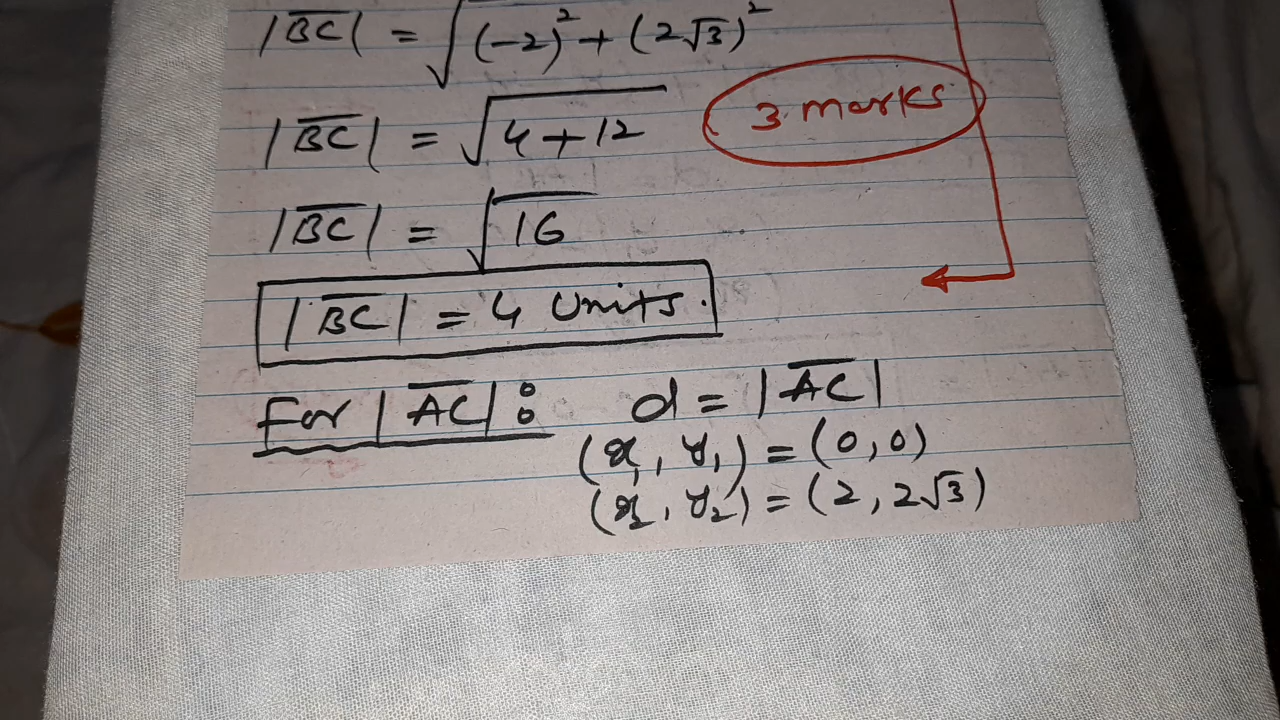 |BC̅| = √(-2)² + (2√3)²
|BC̅| = √4+12
3 marks
|BC̅| = √16
|BC̅| = 4 Units.
For |AC̅| : d = |AC̅|
(x₁, y₁) = (0,0)
(x₂, y₂) = (2, 2√3)